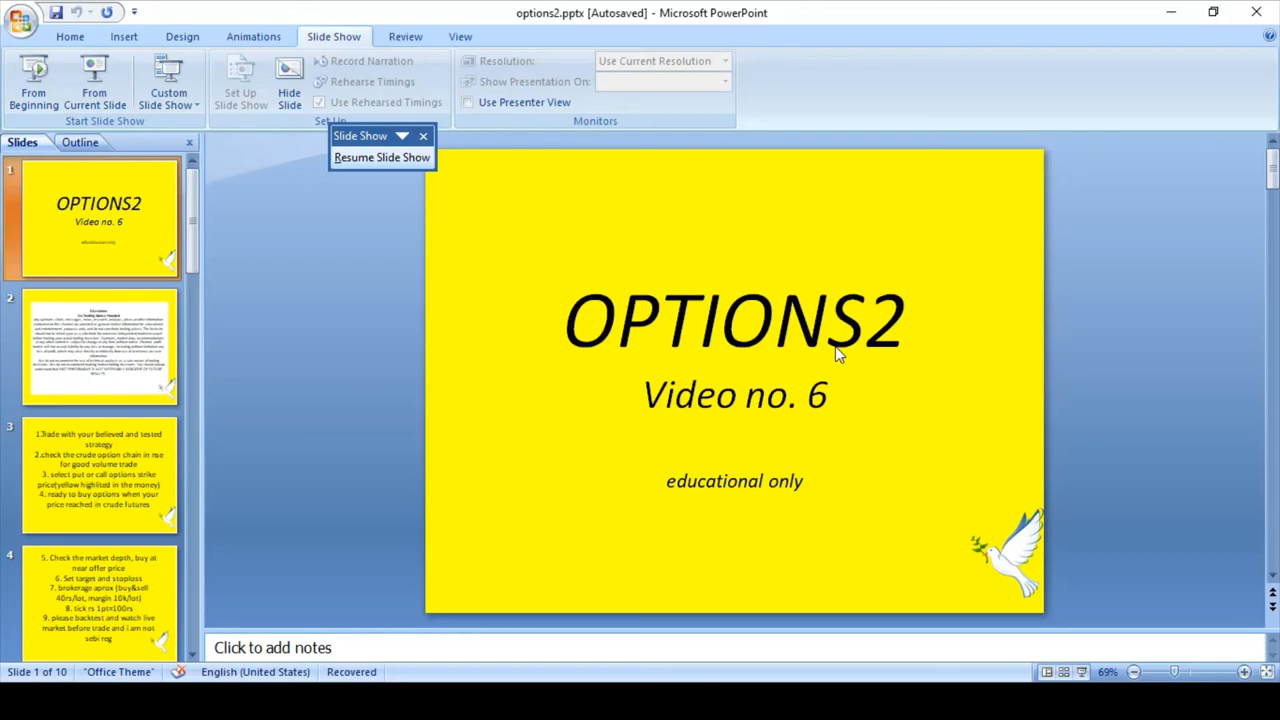 options2.pptx [Autosaved] - Microsoft PowerPoint
Home Insert Design Animations Slide Show Review View
From Beginning
From Current Slide
Custom Slide Show
Start Slide Show
Set Up Slide Show
Hide Slide
Record Narration
Rehearse Timings
Use Rehearsed Timings
Set Up
Resolution: Use Current Resolution
Show Presentation On:
Use Presenter View
Monitors
Slide Show
Resume Slide Show
Slides Outline
1
OPTIONS2
Video no. 6
2
3
1.Trade with your believed and tested
strategy
2.check the crude option chain in nse
for good volume trade
3. select put or call options strike
price(yellow highlited in the money)
4. ready to buy options when your
price reached in crude futures
4
5. Check the market depth, buy at
near offer price
6. Set target and stoploss
7. brokerage aprox (buy&sell
40rs/lot, margin 10k/lot)
8. tick rs 1pt=100rs
9. please backtest and watch live
market before trade and i am not
sebi reg
OPTIONS2
Video no. 6
educational only
Click to add notes
Slide 1 of 10 "Office Theme" English (United States) Recovered 69%